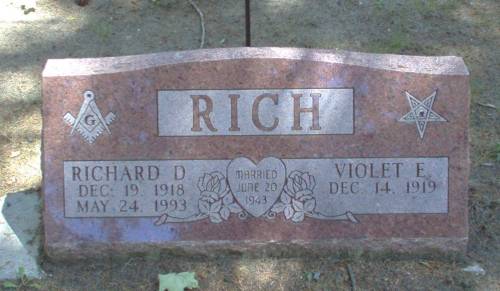 G
RICH
RICHARD D.
DEC. 19, 1918
MAY 24, 1993
MARRIED
JUNE 20
1943
VIOLET E.
DEC. 14, 1919